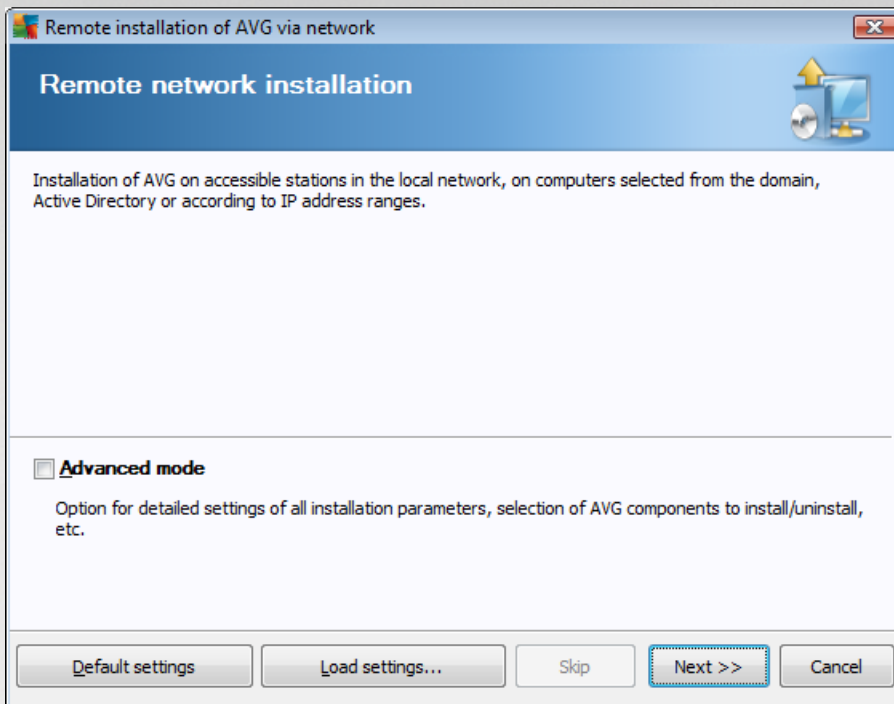 Remote installation of AVG via network
Remote network installation
Installation of AVG on accessible stations in the local network, on computers selected from the domain,
Active Directory or according to IP address ranges.
Advanced mode
Option for detailed settings of all installation parameters, selection of AVG components to install/uninstall,
etc.
Default settings
Load settings...
Skip
Next >>
Cancel